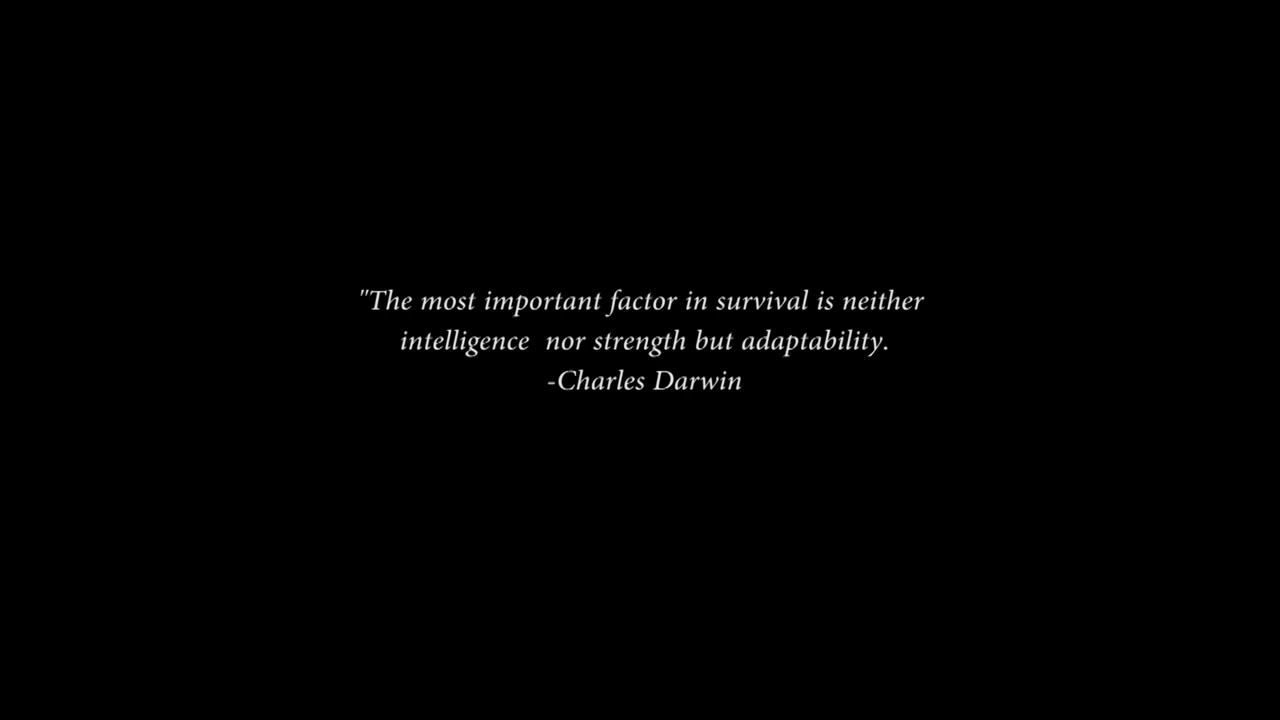 "The most important factor in survival is neither
intelligence  nor strength but adaptability.
-Charles Darwin